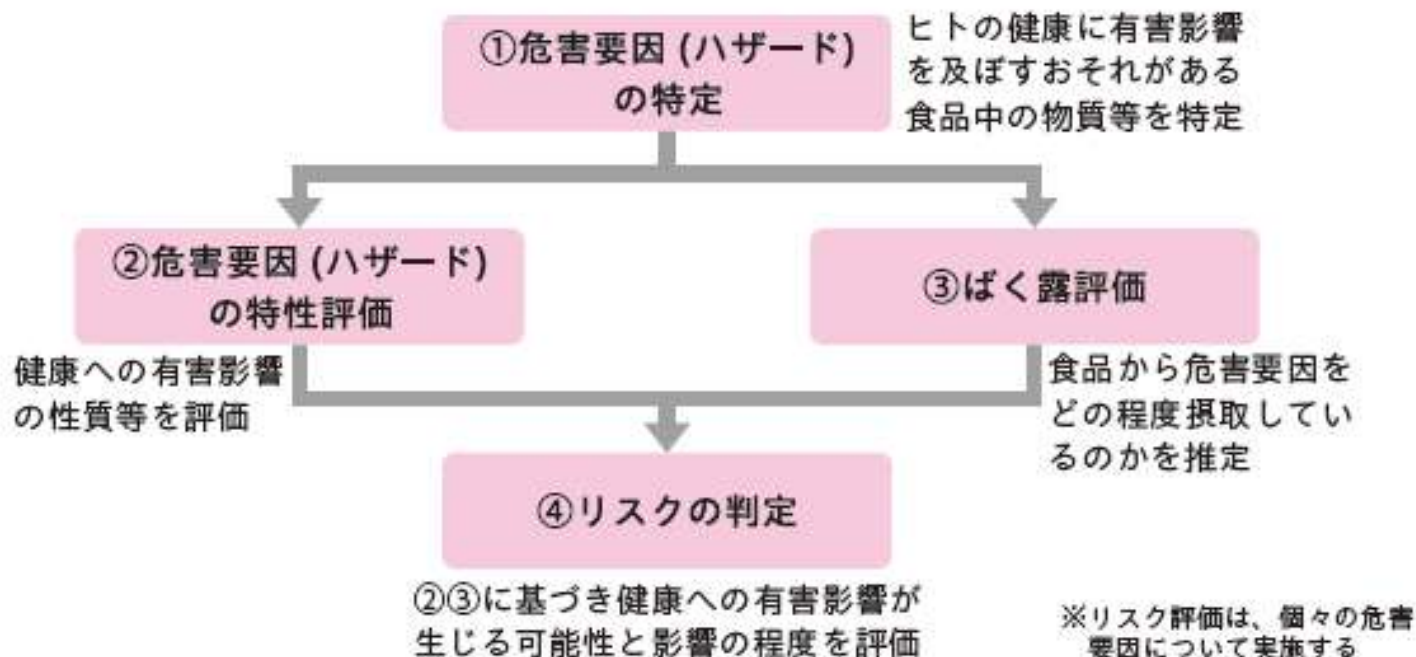 ①危害要因 (ハザード)
の特定
ヒトの健康に有害影響
を及ぼすおそれがある
食品中の物質等を特定
②危害要因 (ハザード)
の特性評価
健康への有害影響
の性質等を評価
③ばく露評価
食品から危害要因を
どの程度摂取してい
るのかを推定
④リスクの判定
②③に基づき健康への有害影響が
生じる可能性と影響の程度を評価
※リスク評価は、個々の危害
要因について実施する